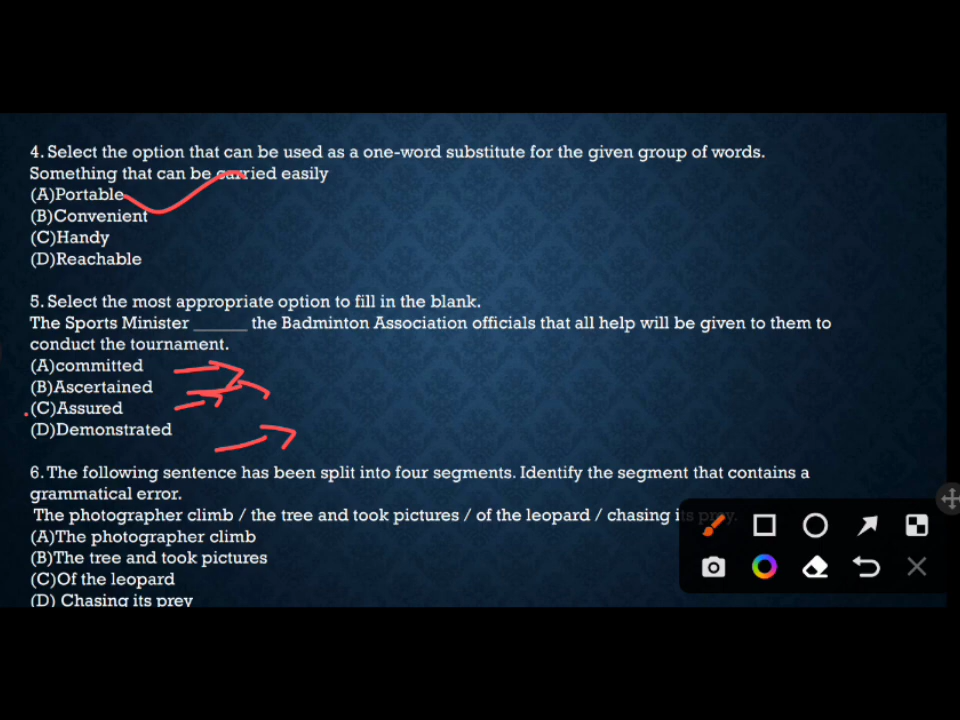 4. Select the option that can be used as a one-word substitute for the given group of words.
Something that can be carried easily
(A)Portable
(B)Convenient
(C)Handy
(D)Reachable
5. Select the most appropriate option to fill in the blank.
The Sports Minister ______ the Badminton Association officials that all help will be given to them to
conduct the tournament.
(A)committed
(B)Ascertained
(C)Assured
(D)Demonstrated
6. The following sentence has been split into four segments. Identify the segment that contains a
grammatical error.
The photographer climb / the tree and took pictures / of the leopard / chasing its prey.
(A)The photographer climb
(B)The tree and took pictures
(C)Of the leopard
(D) Chasing its prey